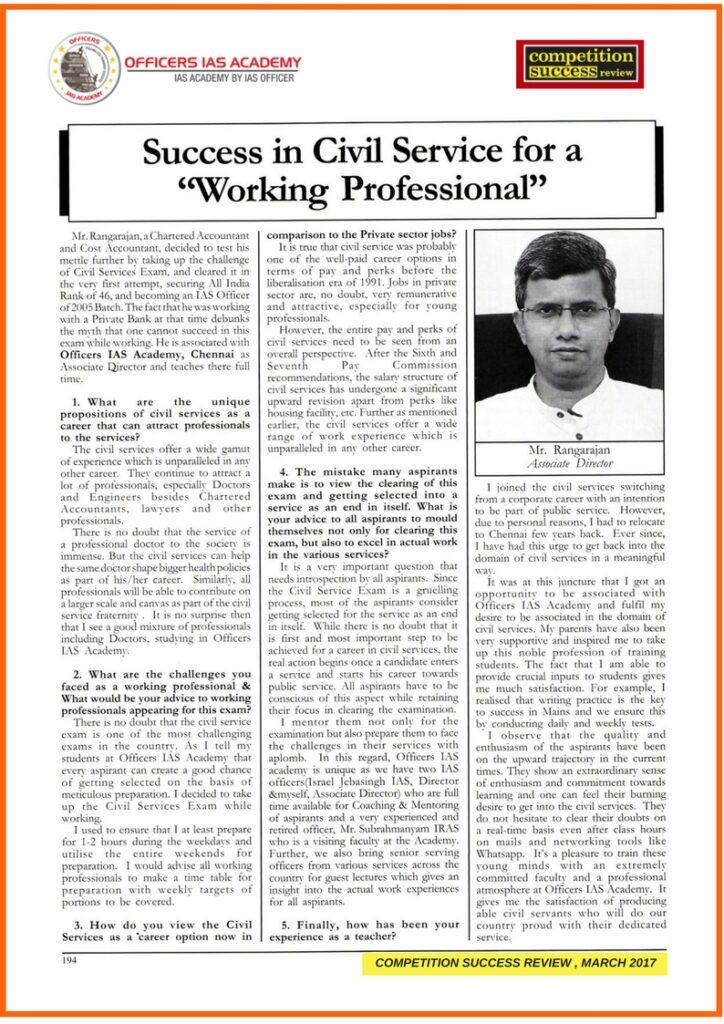 OFFICERS
IAS ACADEMY
OFFICERS IAS ACADEMY
IAS ACADEMY BY IAS OFFICER
competition
success review
Success in Civil Service for a
“Working Professional”
Mr. Rangarajan, a Chartered Accountant
and Cost Accountant, decided to test his
mettle further by taking up the challenge
of Civil Services Exam, and cleared it in
the very first attempt, securing All India
Rank of 46, and becoming an IAS Officer
of 2005 Batch. The fact that he was working
with a Private Bank at that time debunks
the myth that one cannot succeed in this
exam while working. He is associated with
Officers IAS Academy, Chennai as
Associate Director and teaches there full
time.
1. What are the unique
propositions of civil services as a
career that can attract professionals
to the services?
The civil services offer a wide gamut
of experience which is unparalleled in any
other career. They continue to attract a
lot of professionals, especially Doctors
and Engineers besides Chartered
Accountants, lawyers and other
professionals.
There is no doubt that the service of
a professional doctor to the society is
immense. But the civil services can help
the same doctor shape bigger health policies
as part of his/her career. Similarly, all
professionals will be able to contribute on
a larger scale and canvas as part of the civil
service fraternity . It is no surprise then
that I see a good mixture of professionals
including Doctors, studying in Officers
IAS Academy.
2. What are the challenges you
faced as a working professional &
What would be your advice to working
professionals appearing for this exam?
There is no doubt that the civil service
exam is one of the most challenging
exams in the country. As I tell my
students at Officers IAS Academy that
every aspirant can create a good chance
of getting selected on the basis of
meticulous preparation. I decided to take
up the Civil Services Exam while
working.
I used to ensure that I at least prepare
for 1-2 hours during the weekdays and
utilise the entire weekends for
preparation. I would advise all working
professionals to make a time table for
preparation with weekly targets of
portions to be covered.
3. How do you view the Civil
Services as a career option now in
comparison to the Private sector jobs?
It is true that civil service was probably
one of the well-paid career options in
terms of pay and perks before the
liberalisation era of 1991. Jobs in private
sector are, no doubt, very remunerative
and attractive, especially for young
professionals.
However, the entire pay and perks of
civil services need to be seen from an
overall perspective. After the Sixth and
Seventh Pay Commission
recommendations, the salary structure of
civil services has undergone a significant
upward revision apart from perks like
housing facility, etc. Further as mentioned
earlier, the civil services offer a wide
range of work experience which is
unparalleled in any other career.
4. The mistake many aspirants
make is to view the clearing of this
exam and getting selected into a
service as an end in itself. What is
your advice to all aspirants to mould
themselves not only for clearing this
exam, but also to excel in actual work
in the various services?
It is a very important question that
needs introspection by all aspirants. Since
the Civil Service Exam is a gruelling
process, most of the aspirants consider
getting selected for the service as an end
in itself. While there is no doubt that it
is first and most important step to be
achieved for a career in civil services, the
real action begins once a candidate enters
a service and starts his career towards
public service. All aspirants have to be
conscious of this aspect while retaining
their focus in clearing the examination.
I mentor them not only for the
examination but also prepare them to face
the challenges in their services with
aplomb. In this regard, Officers IAS
academy is unique as we have two IAS
officers(Israel Jebasingh IAS, Director
&myself, Associate Director) who are full
time available for Coaching & Mentoring
of aspirants and a very experienced and
retired officer, Mr. Subrahmanyam IRAS
who is a visiting faculty at the Academy.
Further, we also bring senior serving
officers from various services across the
country for guest lectures which gives an
insight into the actual work experiences
for all aspirants.
5. Finally, how has been your
experience as a teacher?
Mr. Rangarajan
Associate Director
I joined the civil services switching
from a corporate career with an intention
to be part of public service. However,
due to personal reasons, I had to relocate
to Chennai few years back. Ever since,
I have had this urge to get back into the
domain of civil services in a meaningful
way.
It was at this juncture that I got an
opportunity to be associated with
Officers IAS Academy and fulfil my
desire to be associated in the domain of
civil services. My parents have also been
very supportive and inspired me to take
up this noble profession of training
students. The fact that I am able to
provide crucial inputs to students gives
me much satisfaction. For example, I
realised that writing practice is the key
to success in Mains and we ensure this
by conducting daily and weekly tests.
I observe that the quality and
enthusiasm of the aspirants have been
on the upward trajectory in the current
times. They show an extraordinary sense
of enthusiasm and commitment towards
learning and one can feel their burning
desire to get into the civil services. They
do not hesitate to clear their doubts on
a real-time basis even after class hours
on mails and networking tools like
Whatsapp. It’s a pleasure to train these
young minds with an extremely
committed faculty and a professional
atmosphere at Officers IAS Academy. It
gives me the satisfaction of producing
able civil servants who will do our
country proud with their dedicated
service.
194
COMPETITION SUCCESS REVIEW , MARCH 2017